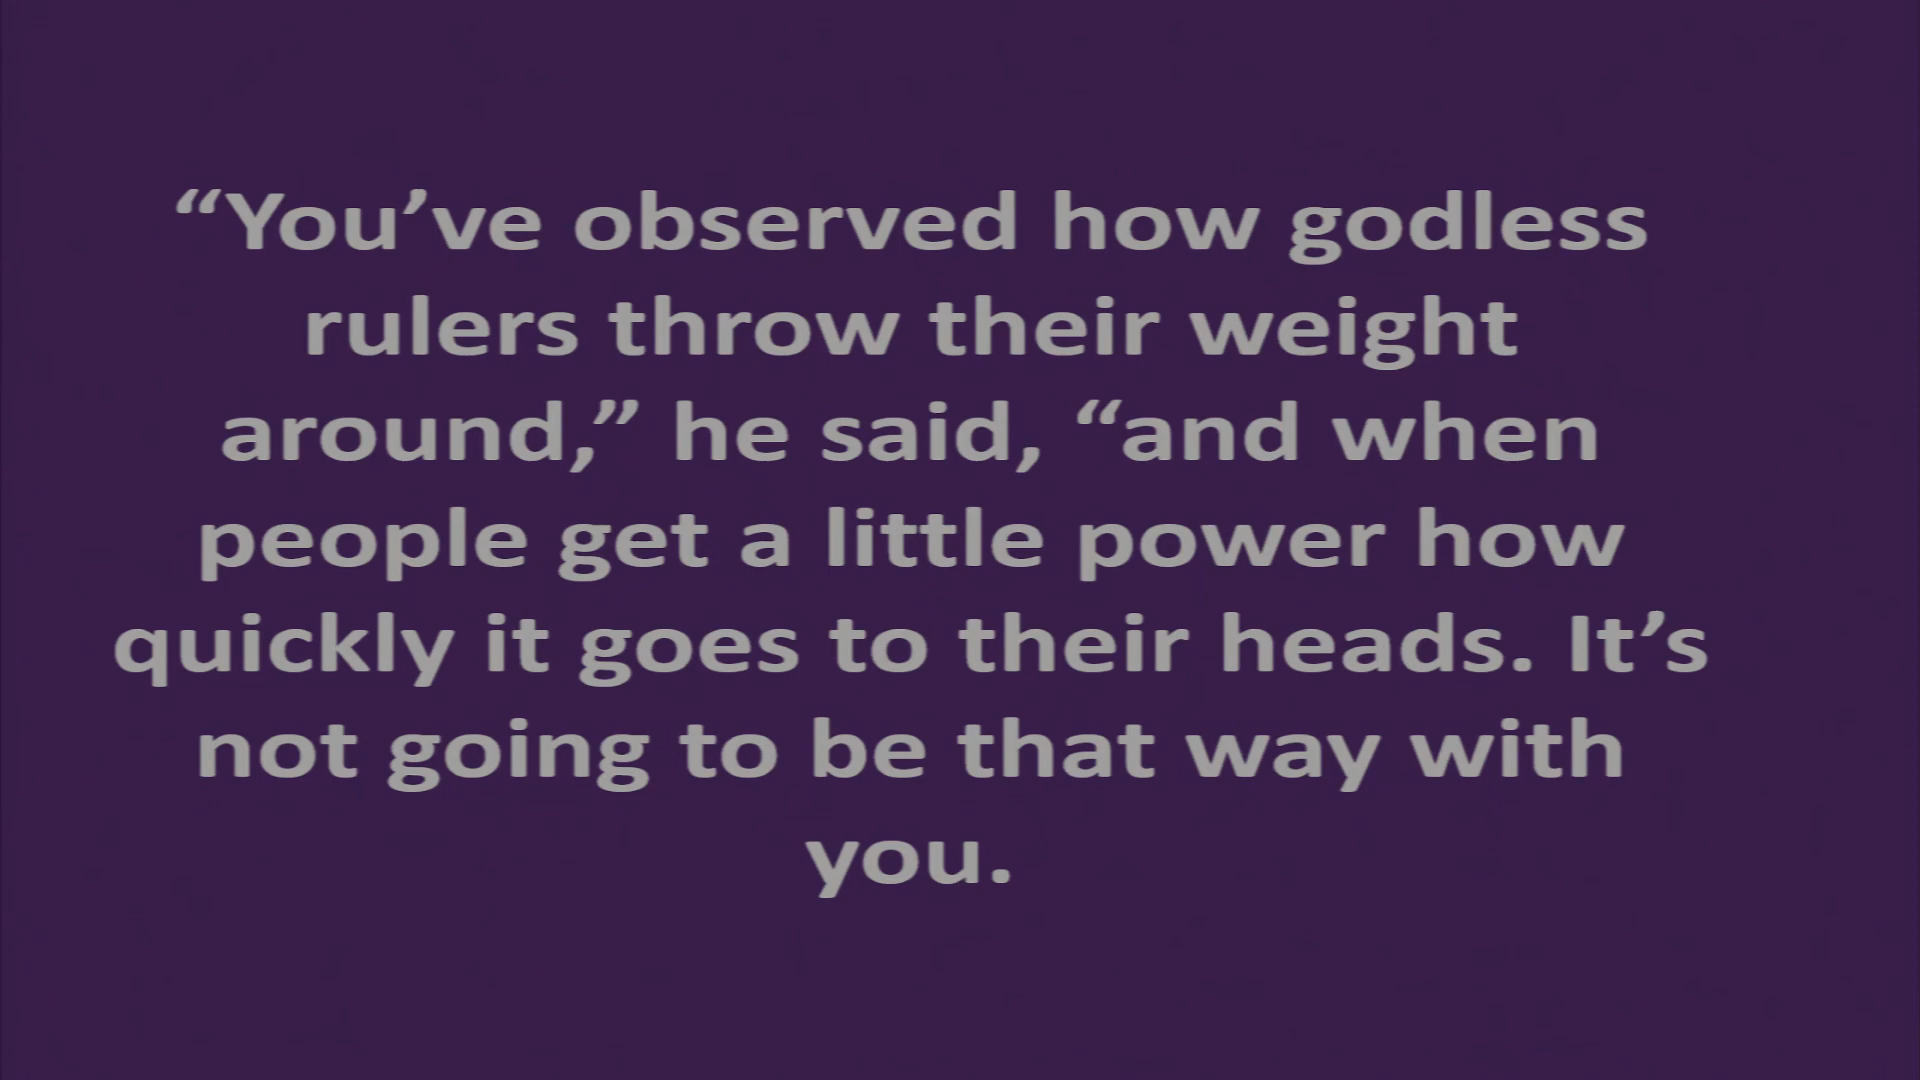 “You’ve observed how godless
rulers throw their weight
around,” he said, “and when
people get a little power how
quickly it goes to their heads. It’s
not going to be that way with
you.